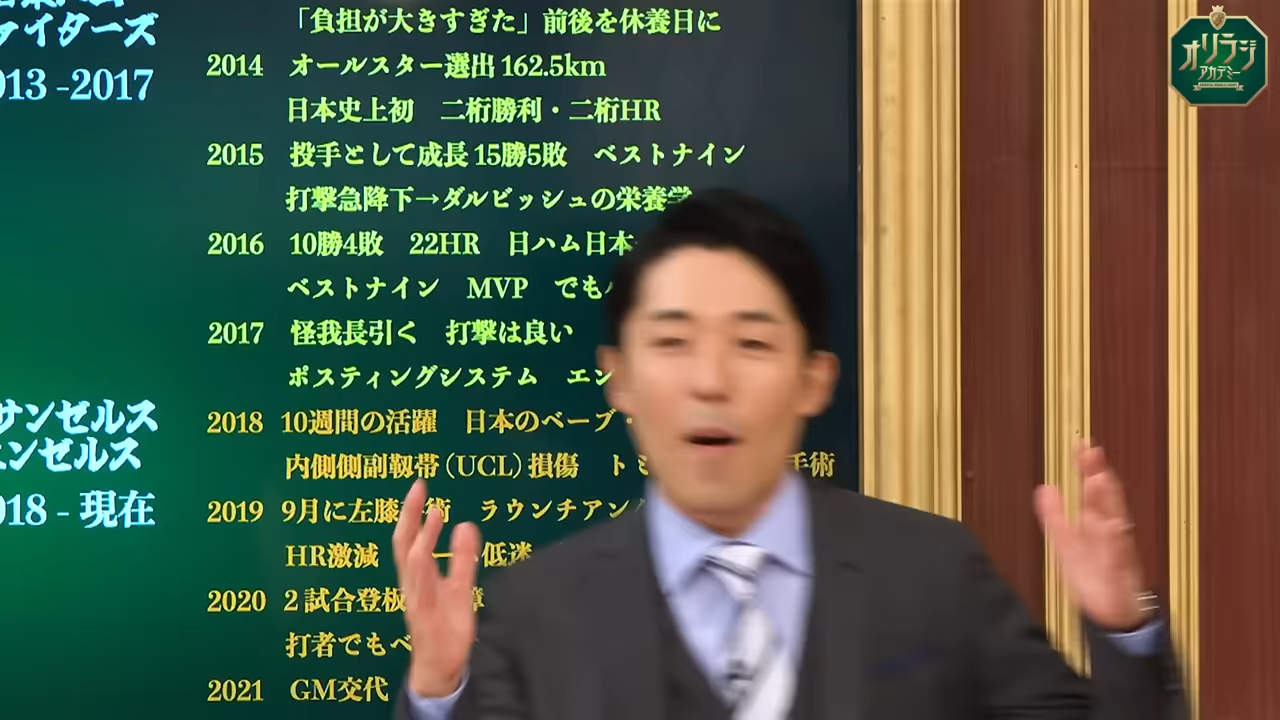 ァイターズ
013 -2017
「負担が大きすぎた」前後を休養日に
2014 オールスター選出 162.5km
日本史上初 二桁勝利・二桁HR
2015 投手として成長 15勝5敗 ベストナイン
打撃急降下→ダルビッシュの栄養学
2016 10勝4敗 22HR 日ハム日本
ベストナイン MVP でも
2017 怪我長引く 打撃は良い
ポスティングシステム エン
サンゼルス
エンゼルス
018 - 現在
2018 10週間の活躍 日本のベーブ・
内側側副靱帯（UCL）損傷 ト 手術
2019 9月に左膝手術 ラウンチアン
HR激減 低迷
2020 2試合登板
打者でもベ
2021 GM交代
オリラジ
アカデミー